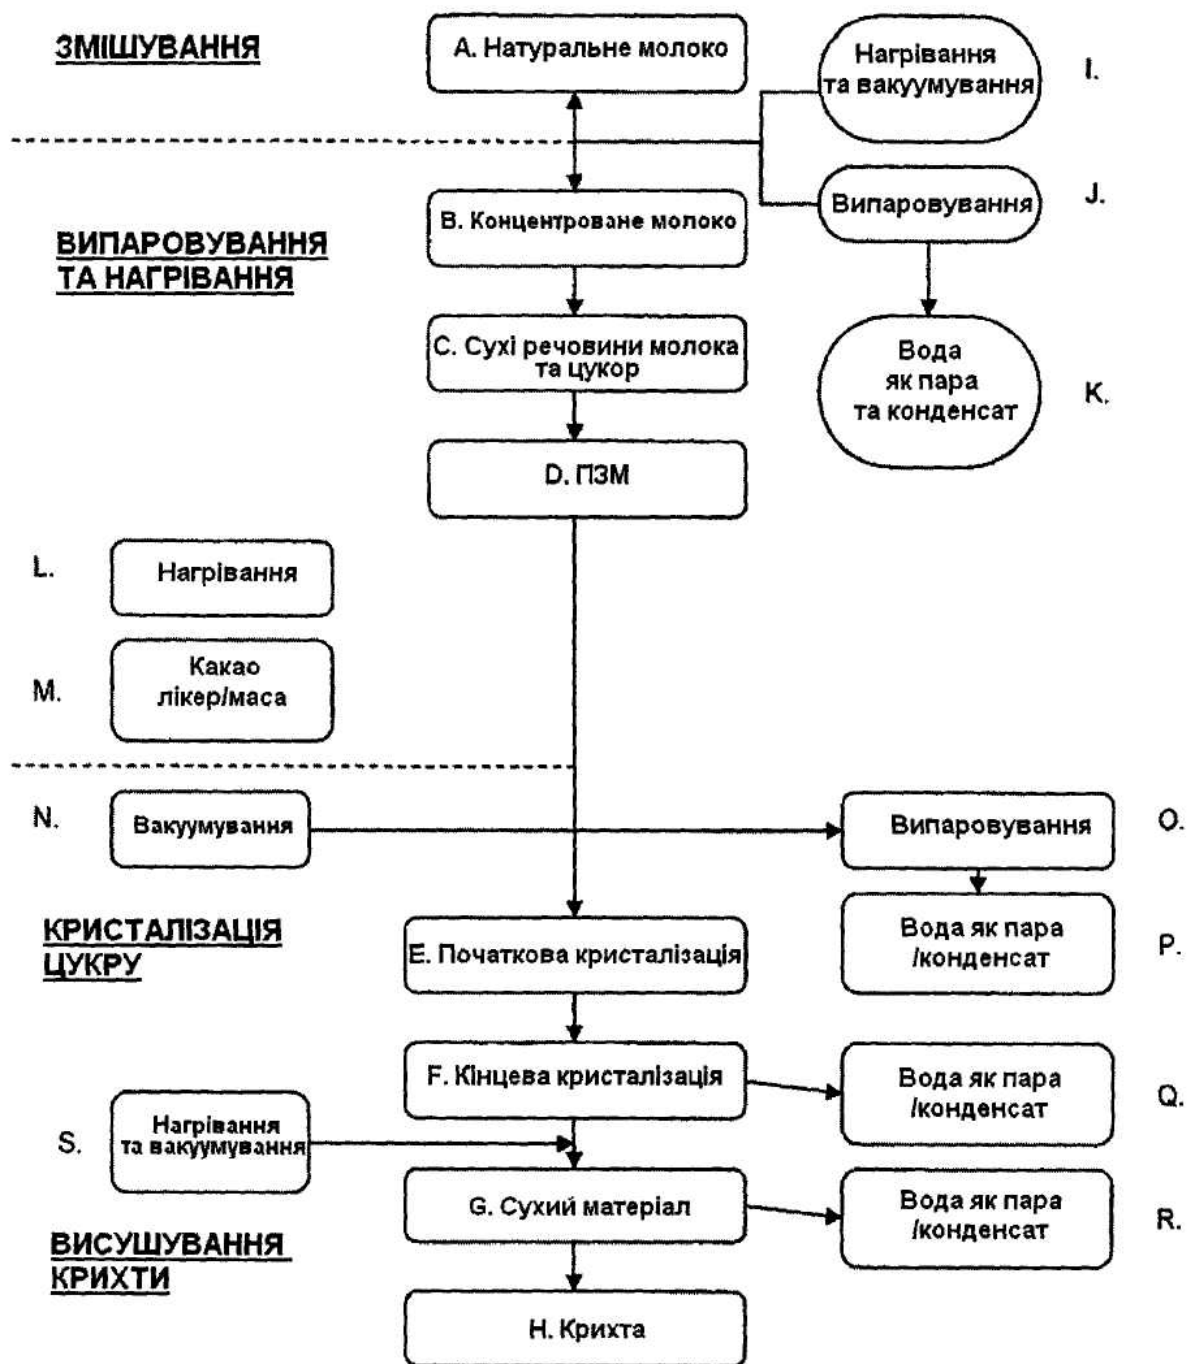 ЗМІШУВАННЯ
A. Натуральне молоко
Нагрівання
та вакуумування
I.
ВИПАРОВУВАННЯ
ТА НАГРІВАННЯ
B. Концентроване молоко
Випаровування
J.
C. Сухі речовини молока
та цукор
Вода
як пара
та конденсат
K.
D. ПЗМ
L.
Нагрівання
M.
Какао
лікер/маса
N.
Вакуумування
Випаровування
O.
КРИСТАЛІЗАЦІЯ
ЦУКРУ
E. Початкова кристалізація
Вода як пара
/конденсат
P.
F. Кінцева кристалізація
Вода як пара
/конденсат
Q.
S.
Нагрівання
та вакуумування
G. Сухий матеріал
Вода як пара
/конденсат
R.
ВИСУШУВАННЯ
КРИХТИ
H. Крихта